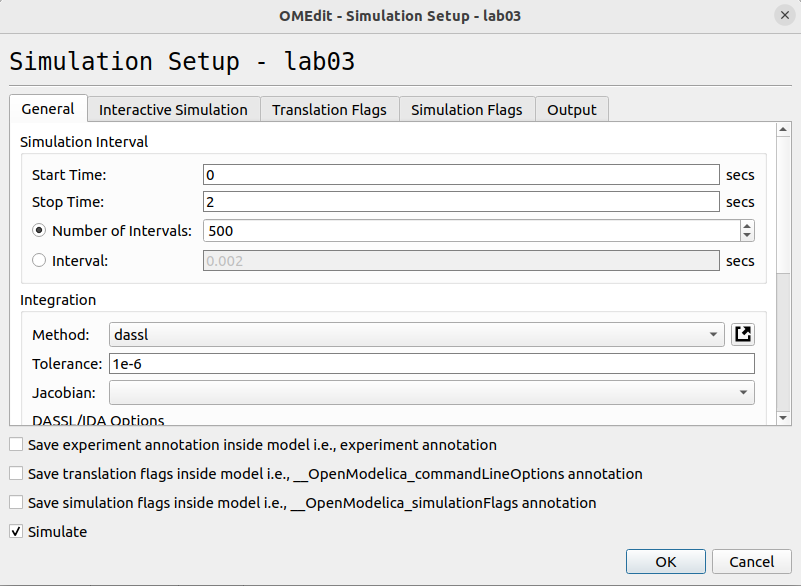 OMEdit - Simulation Setup - lab03
Simulation Setup - lab03
General Interactive Simulation Translation Flags Simulation Flags Output
Simulation Interval
Start Time: 0 secs
Stop Time: 2 secs
Number of Intervals: 500
Interval: 0.002 secs
Integration
Method: dassl
Tolerance: 1e-6
Jacobian:
DASSL/IDA Options
Save experiment annotation inside model i.e., experiment annotation
Save translation flags inside model i.e., __OpenModelica_commandLineOptions annotation
Save simulation flags inside model i.e., __OpenModelica_simulationFlags annotation
Simulate
OK Cancel